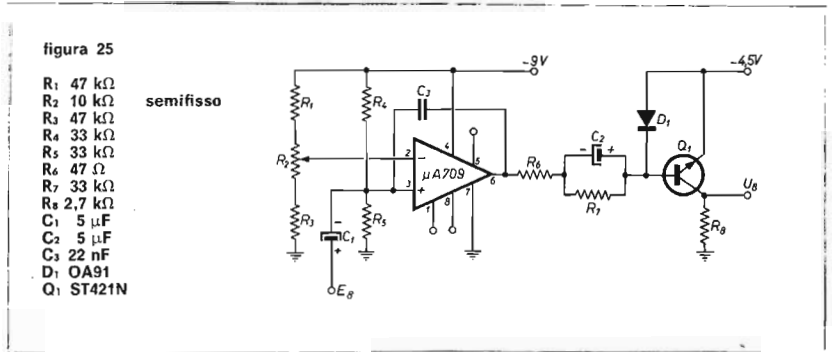 figura 25
R1 47 kΩ
R2 10 kΩ semifisso
R3 47 kΩ
R4 33 kΩ
R5 33 kΩ
R6 47 Ω
R7 33 kΩ
R8 2,7 kΩ
C1 5 µF
C2 5 µF
C3 22 nF
D1 OA91
Q1 ST421N
-9V
-4,5V
R1
R4
C3
D1
R2
2
-
4
5
C2
- +
Q1
µA709
6
R6
3
+
7
U8
1
8
R7
R3
-
C1
+
R5
R8
E8